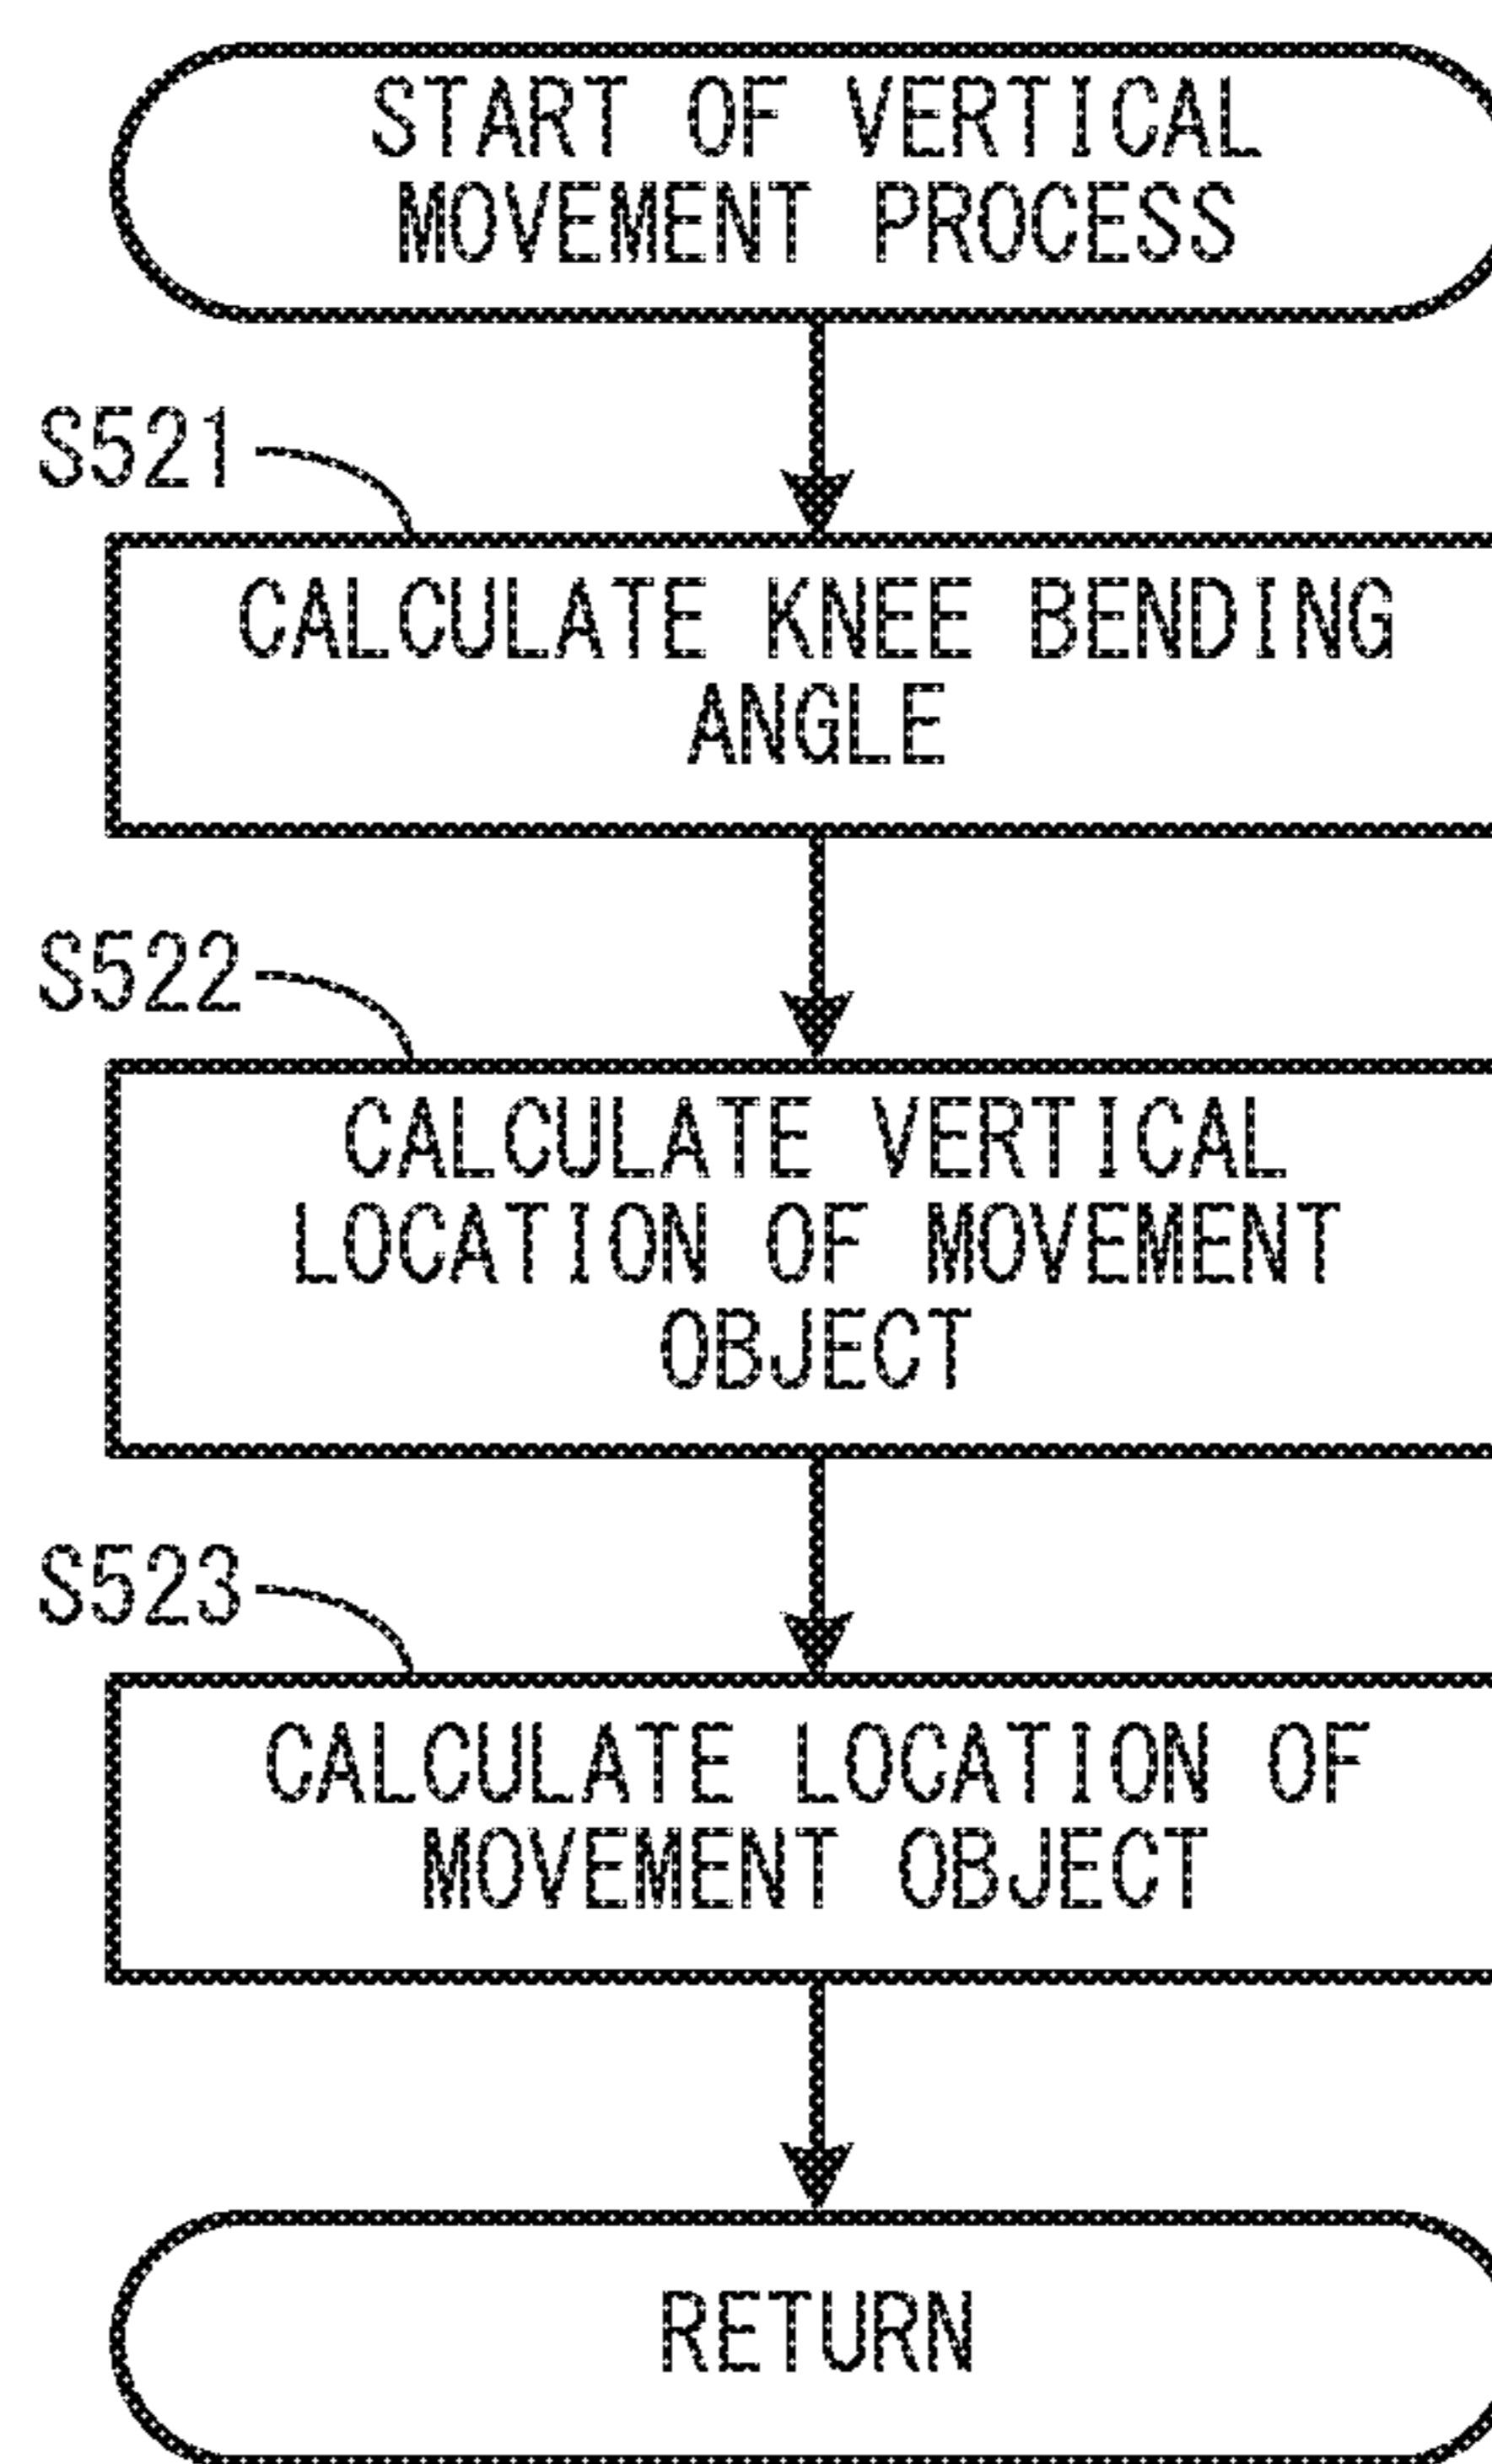 START OF VERTICAL
MOVEMENT PROCESS
S521
CALCULATE KNEE BENDING
ANGLE
S522
CALCULATE VERTICAL
LOCATION OF MOVEMENT
OBJECT
S523
CALCULATE LOCATION OF
MOVEMENT OBJECT
RETURN